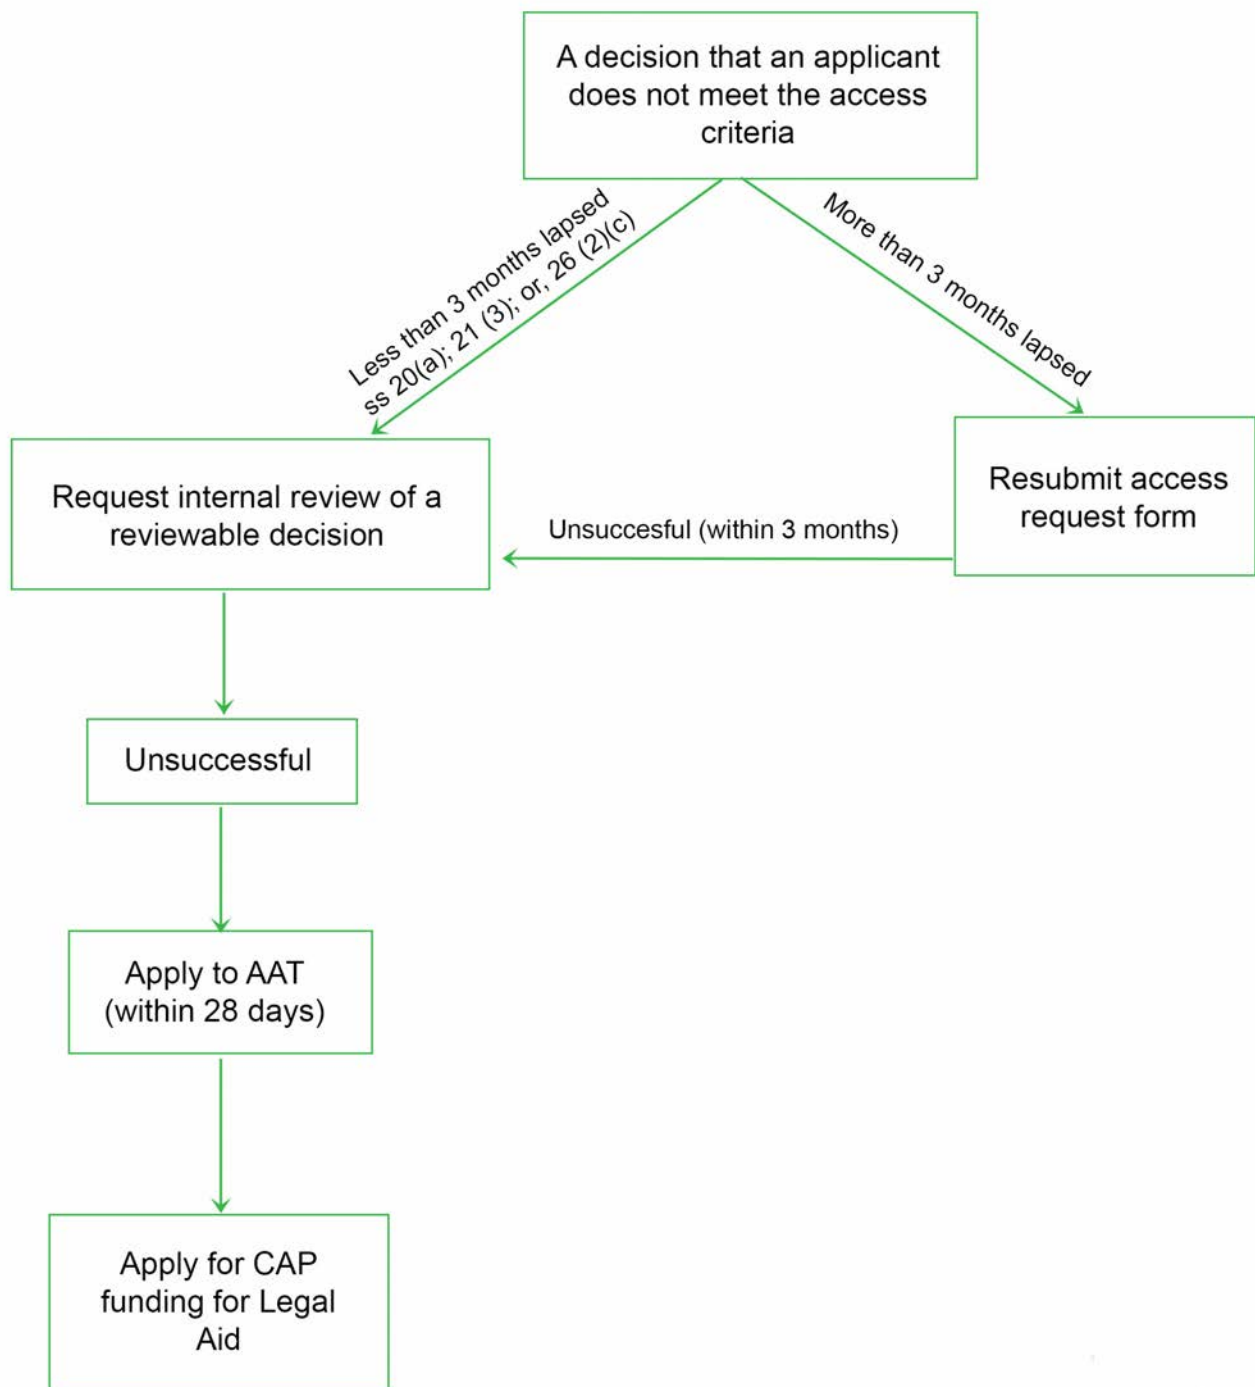 A decision that an applicant
does not meet the access
criteria
Less than 3 months lapsed
ss 20(a); 21 (3); or, 26 (2)(c)
More than 3 months lapsed
Request internal review of a
reviewable decision
Unsuccesful (within 3 months)
Resubmit access
request form
Unsuccessful
Apply to AAT
(within 28 days)
Apply for CAP
funding for Legal
Aid